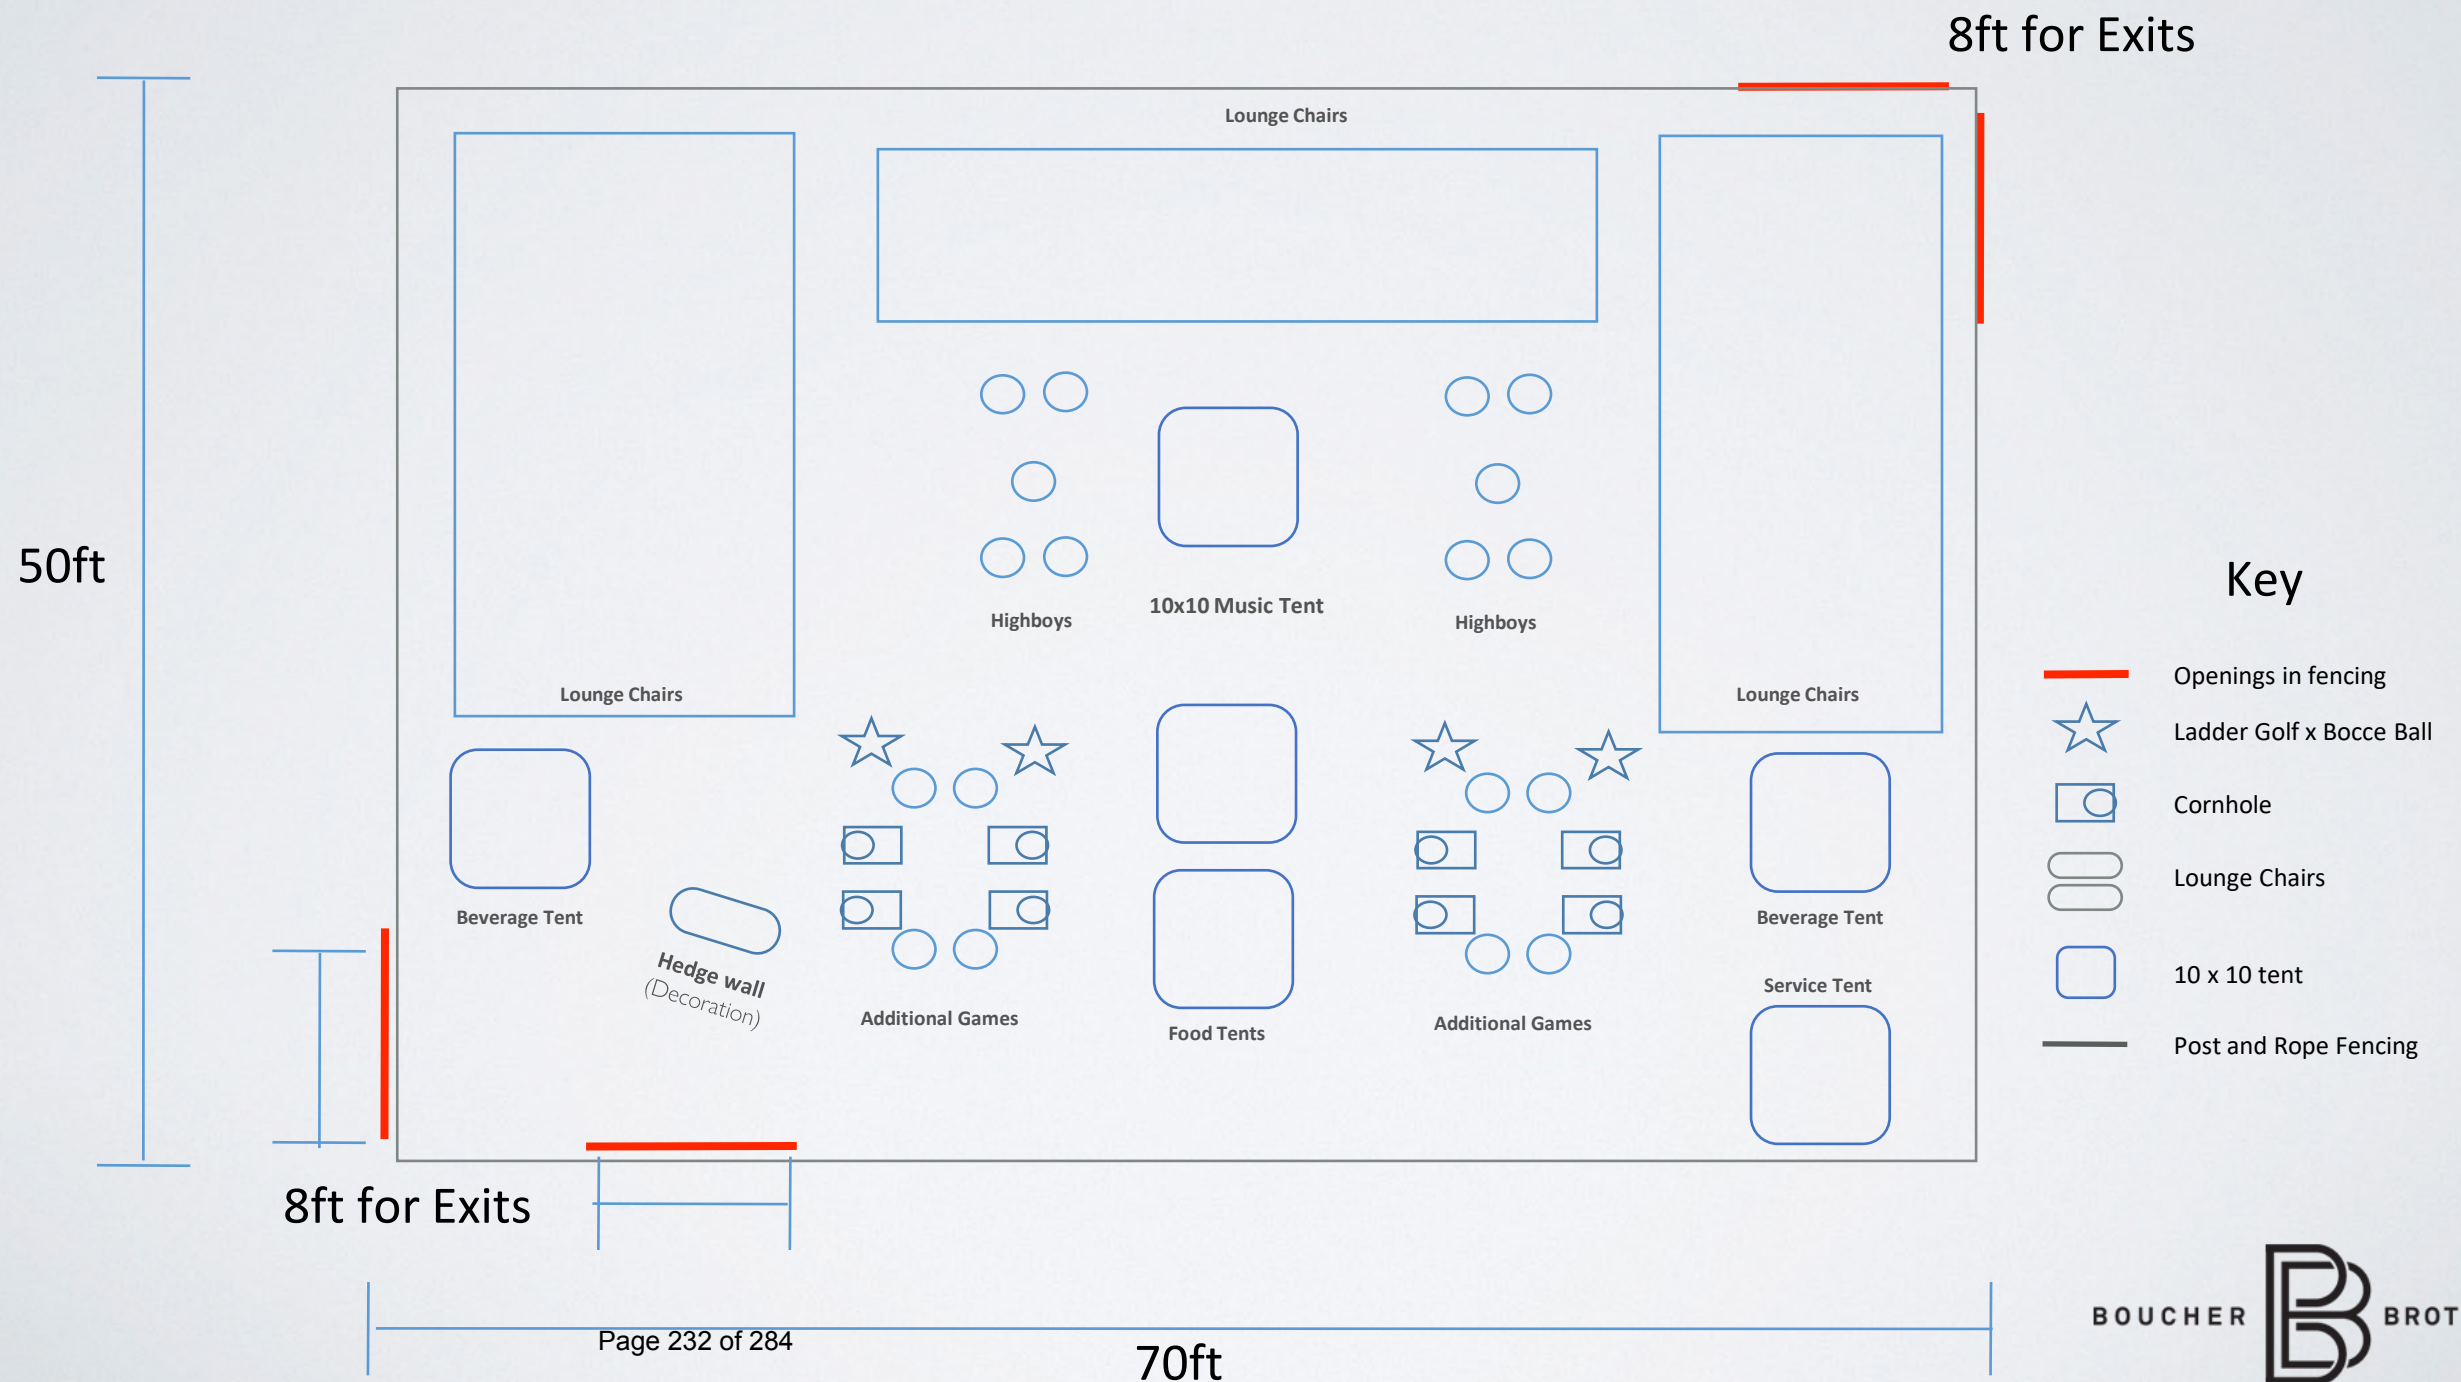 8ft for Exits
Lounge Chairs
50ft
Highboys
10x10 Music Tent
Highboys
Lounge Chairs
Lounge Chairs
Beverage Tent
Hedge wall
(Decoration)
Additional Games
Food Tents
Additional Games
Beverage Tent
Service Tent
Key
Openings in fencing
Ladder Golf x Bocce Ball
Cornhole
Lounge Chairs
10 x 10 tent
Post and Rope Fencing
8ft for Exits
Page 232 of 284
70ft
BOUCHER B BROT